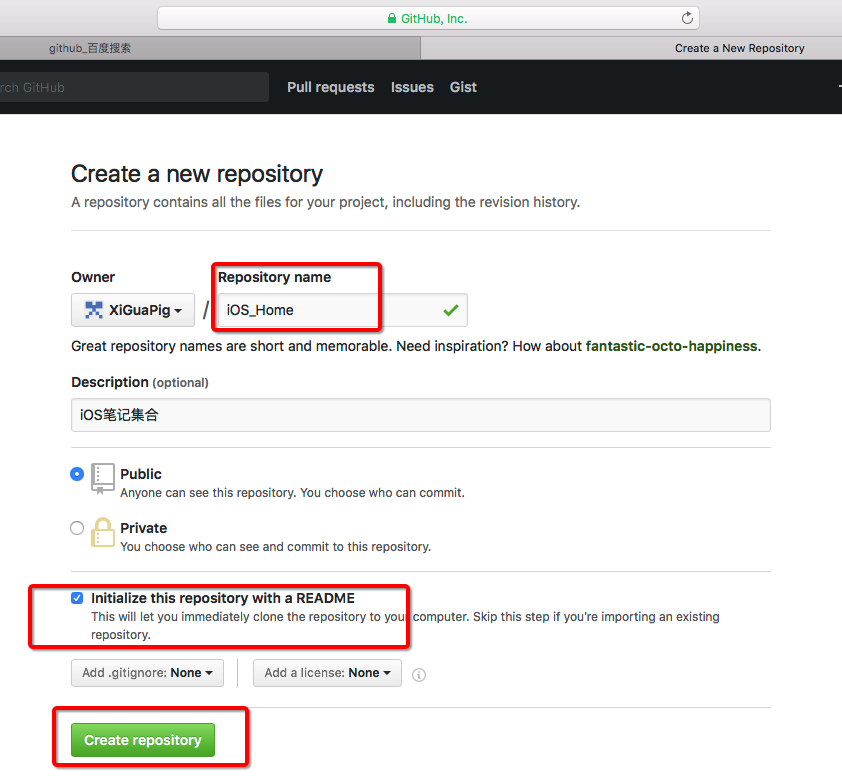 GitHub, Inc.
github_百度搜索
Create a New Repository
rch GitHub
Pull requests Issues Gist
Create a new repository
A repository contains all the files for your project, including the revision history.
Owner Repository name
XiGuaPig / iOS_Home
Great repository names are short and memorable. Need inspiration? How about fantastic-octo-happiness.
Description (optional)
iOS笔记集合
Public
Anyone can see this repository. You choose who can commit.
Private
You choose who can see and commit to this repository.
Initialize this repository with a README
This will let you immediately clone the repository to your computer. Skip this step if you're importing an existing
repository.
Add .gitignore: None Add a license: None
Create repository